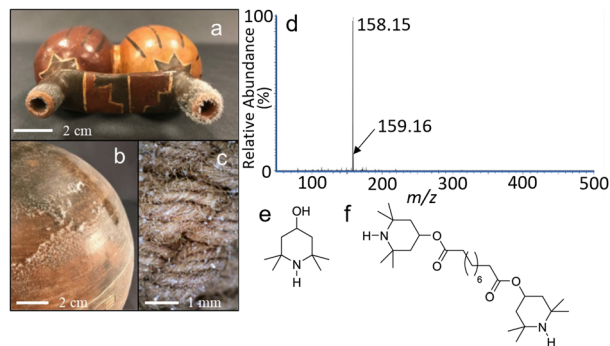 a
2 cm
b
2 cm
c
1 mm
d
Relative Abundance
(%)
100
0
158.15
159.16
100 200 300 400 500
m/z
e
OH
N
H
f
H-N
O
O
6
O
O
N
H